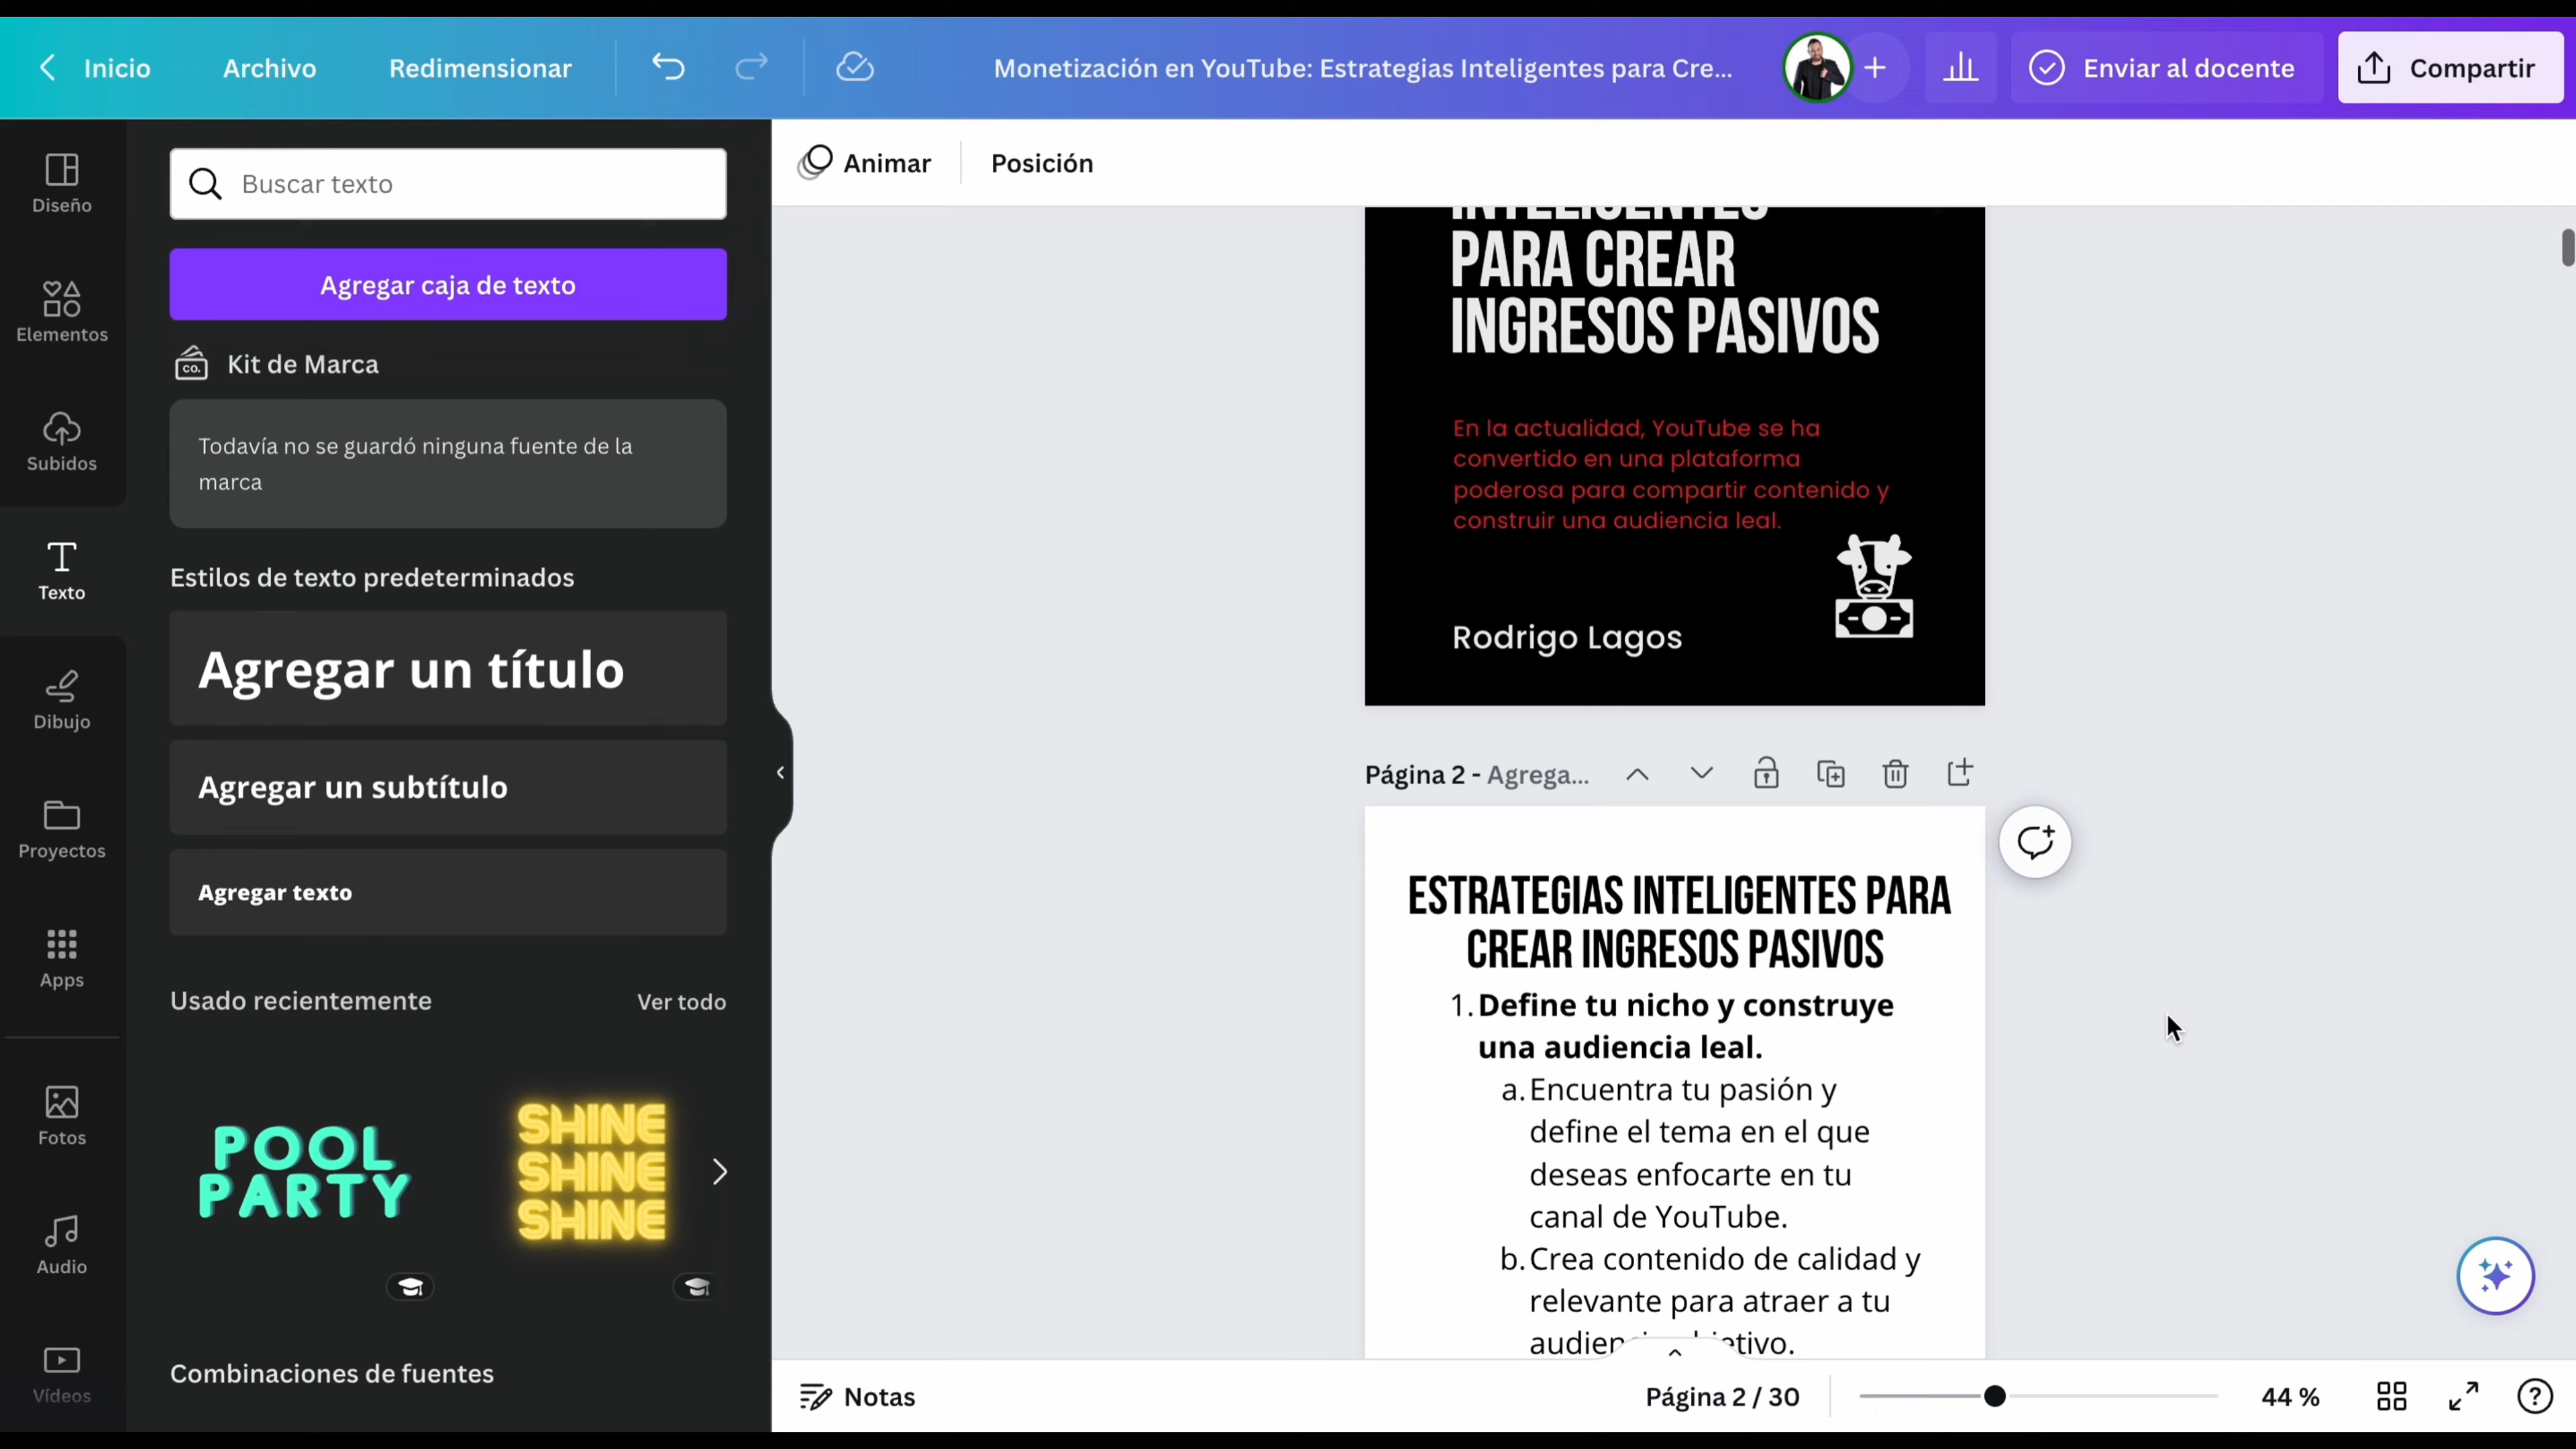 Inicio
Archivo
Redimensionar
Monetización en YouTube: Estrategias Inteligentes para Cre...
Enviar al docente
Compartir
Diseño
Elementos
Subidos
Texto
Dibujo
Proyectos
Apps
Fotos
Audio
Vídeos
Buscar texto
Agregar caja de texto
co.
Kit de Marca
Todavía no se guardó ninguna fuente de la
marca
Estilos de texto predeterminados
Agregar un título
Agregar un subtítulo
Agregar texto
Usado recientemente
Ver todo
POOL
PARTY
SHINE
SHINE
SHINE
Combinaciones de fuentes
Animar
Posición
INTELIGENTES
PARA CREAR
INGRESOS PASIVOS
En la actualidad, YouTube se ha
convertido en una plataforma
poderosa para compartir contenido y
construir una audiencia leal.
Rodrigo Lagos
Página 2 - Agrega...
ESTRATEGIAS INTELIGENTES PARA
CREAR INGRESOS PASIVOS
1. Define tu nicho y construye
una audiencia leal.
a. Encuentra tu pasión y
define el tema en el que
deseas enfocarte en tu
canal de YouTube.
b. Crea contenido de calidad y
relevante para atraer a tu
audiencia objetivo.
Notas
Página 2 / 30
44 %